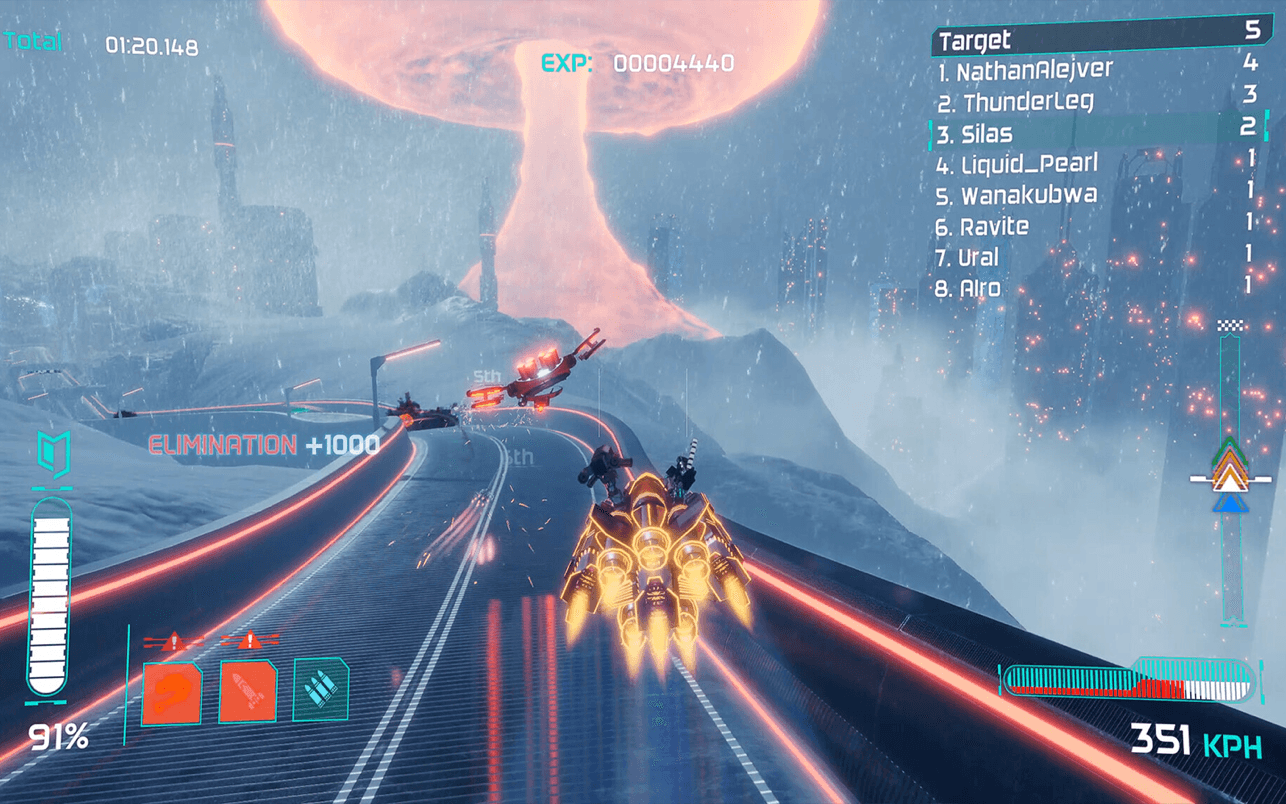 Total 01:20.148
EXP: 00004440
Target 5
1. NathanAlejver 4
2. ThunderLeg 3
3. Silas 2
4. Liquid_Pearl 1
5. Wanakubwa 1
6. Ravite 1
7. Ural 1
8. Alro 1
5th
ELIMINATION +1000
91%
351 KPH